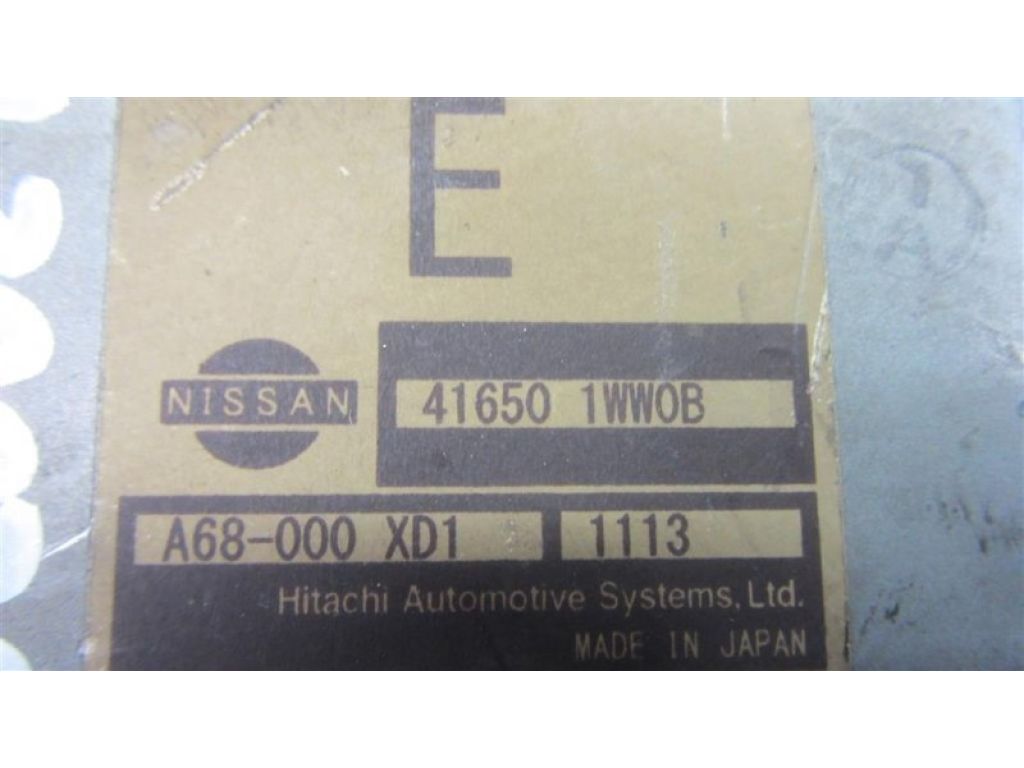 E
NISSAN
41650 1WW0B
A68-000 XD1
1113
Hitachi Automotive Systems, Ltd.
MADE IN JAPAN